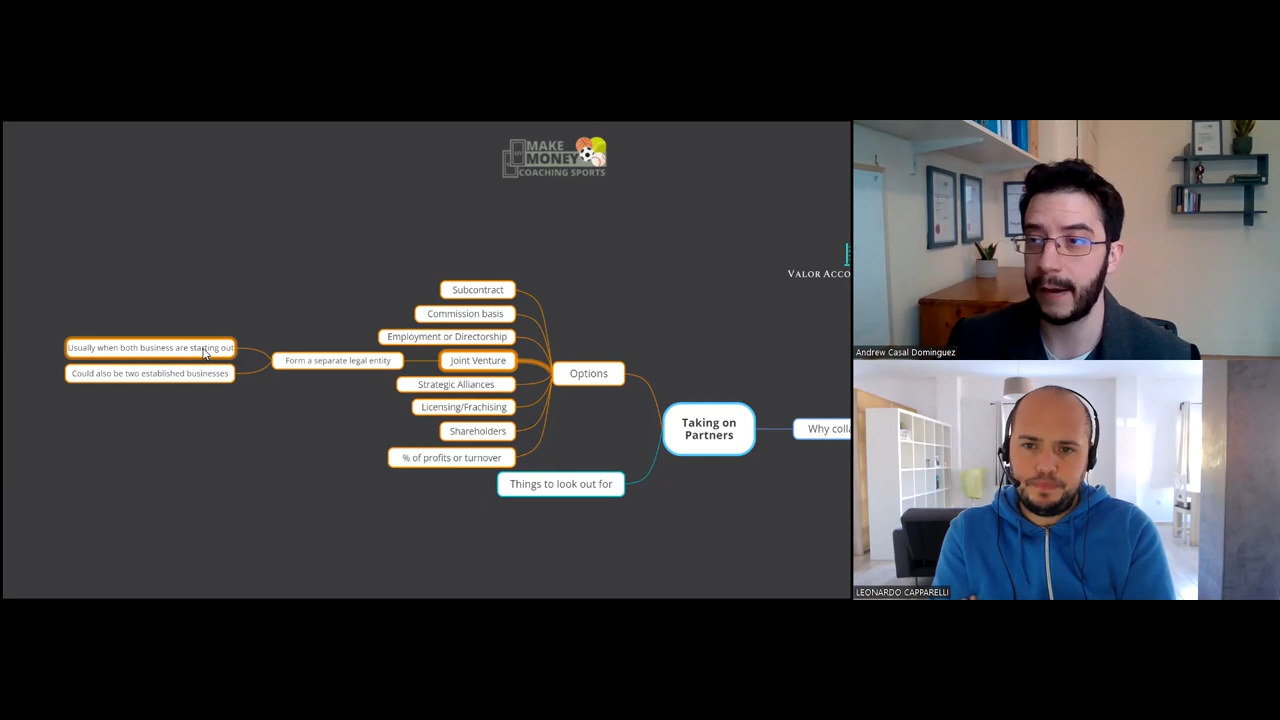 MAKE
MONEY
COACHING SPORTS
VALOR ACCO
Subcontract
Commission basis
Employment or Directorship
Joint Venture
Strategic Alliances
Licensing/Frachising
Shareholders
% of profits or turnover
Form a separate legal entity
Usually when both business are starting out
Could also be two established businesses
Options
Things to look out for
Taking on
Partners
Why colla
Andrew Casal Dominguez
LEONARDO CAPPARELLI